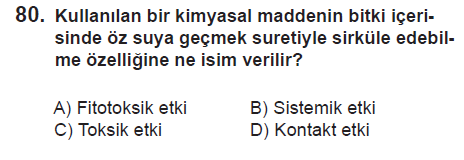 80. Kullanılan bir kimyasal maddenin bitki içeri-
sinde öz suya geçmek suretiyle sirküle edebil-
me özelliğine ne isim verilir?
A) Fitotoksik etki B) Sistemik etki
C) Toksik etki D) Kontakt etki